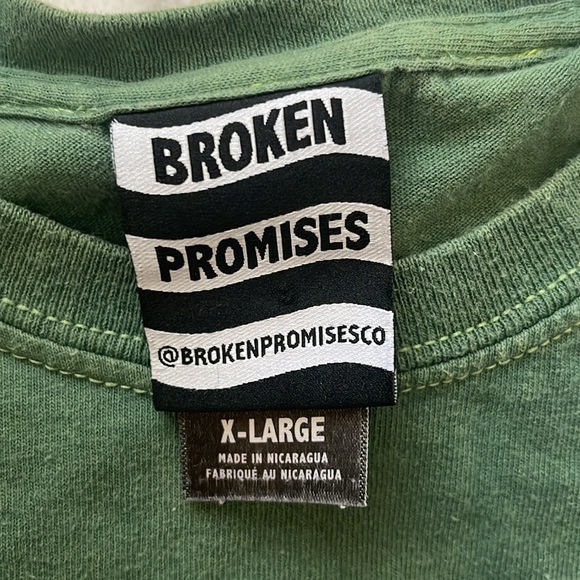 BROKEN
PROMISES
@BROKENPROMISESCO
X-LARGE
MADE IN NICARAGUA
FABRIQUÉ AU NICARAGUA